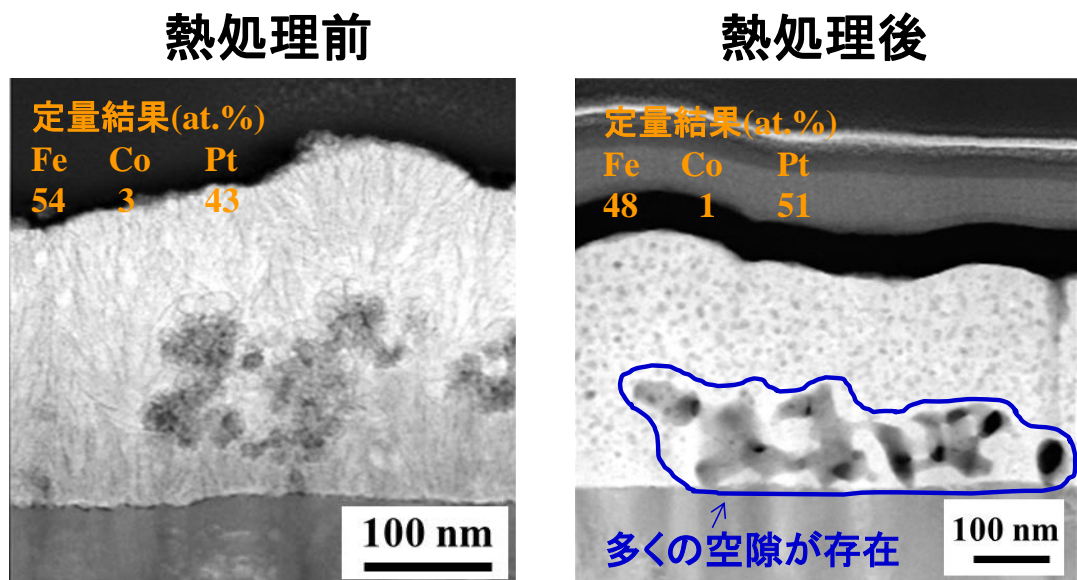 熱処理前
定量結果(at.%)
Fe Co Pt
54 3 43
100 nm
熱処理後
定量結果(at.%)
Fe Co Pt
48 1 51
多くの空隙が存在
100 nm